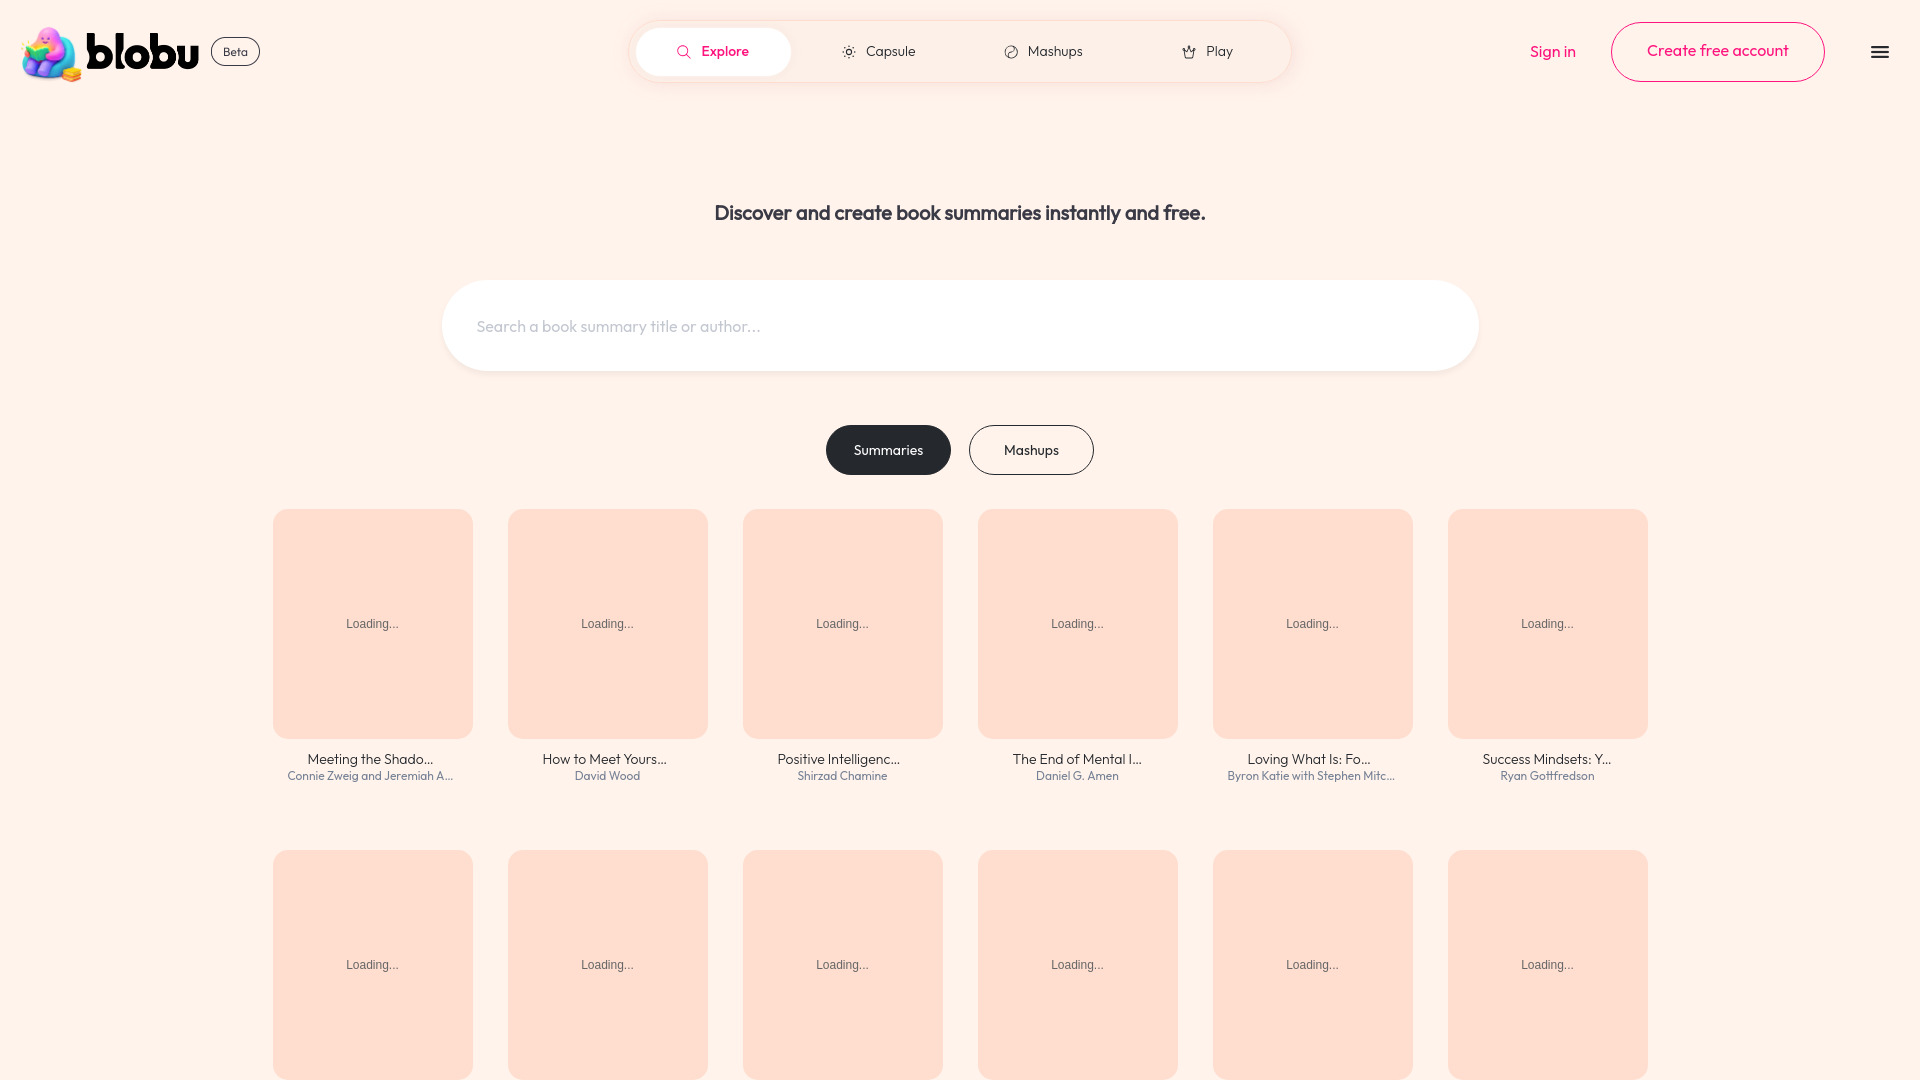 blobu
Beta
Explore
Capsule
Mashups
Play
Sign in
Create free account
Discover and create book summaries instantly and free.
Search a book summary title or author...
Summaries
Mashups
Loading...
Loading...
Loading...
Loading...
Loading...
Loading...
Meeting the Shado...
Connie Zweig and Jeremiah A...
How to Meet Yours...
David Wood
Positive Intelligenc...
Shirzad Chamine
The End of Mental I...
Daniel G. Amen
Loving What Is: Fo...
Byron Katie with Stephen Mitc...
Success Mindsets: Y...
Ryan Gottfredson
Loading...
Loading...
Loading...
Loading...
Loading...
Loading...